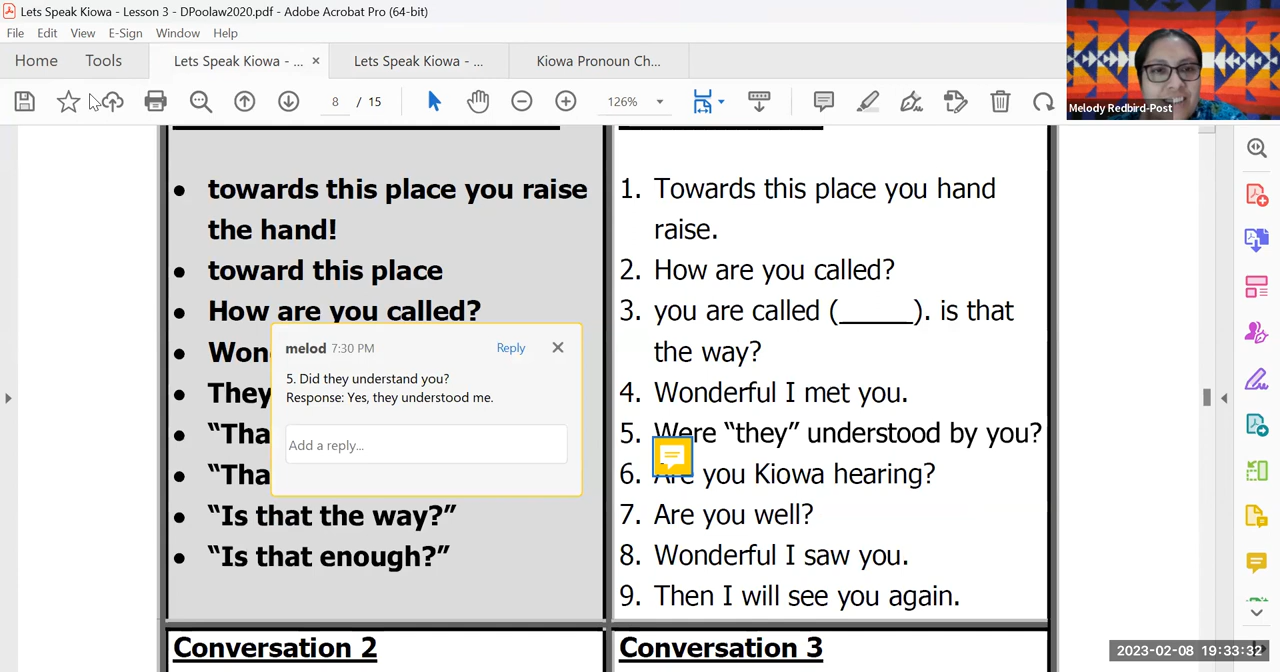 Lets Speak Kiowa - Lesson 3 - DPoolaw2020.pdf - Adobe Acrobat Pro (64-bit)
File Edit View E-Sign Window Help
Home Tools Lets Speak Kiowa - ... × Lets Speak Kiowa - ... Kiowa Pronoun Ch...
8 / 15 126%
Melody Redbird-Post
• towards this place you raise
the hand!
• toward this place
• How are you called?
• Won
• They
• “Tha
• “Tha
• “Is that the way?”
• “Is that enough?”
melod 7:30 PM Reply
5. Did they understand you?
Response: Yes, they understood me.
Add a reply...
1. Towards this place you hand
raise.
2. How are you called?
3. you are called (_____). is that
the way?
4. Wonderful I met you.
5. Were “they” understood by you?
6. Are you Kiowa hearing?
7. Are you well?
8. Wonderful I saw you.
9. Then I will see you again.
Conversation 2
Conversation 3
2023-02-08 19:33:32